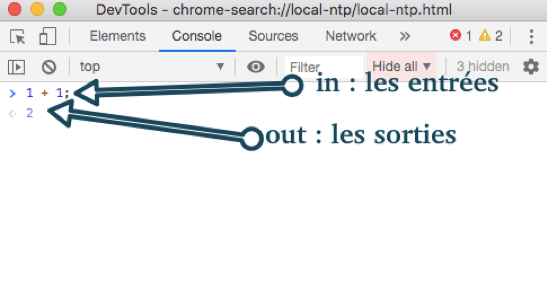 DevTools - chrome-search://local-ntp/local-ntp.html
Elements Console Sources Network » 1 2
top Filter Hide all ▾ 3 hidden
> 1 + 1; in : les entrées
<· 2
out : les sorties